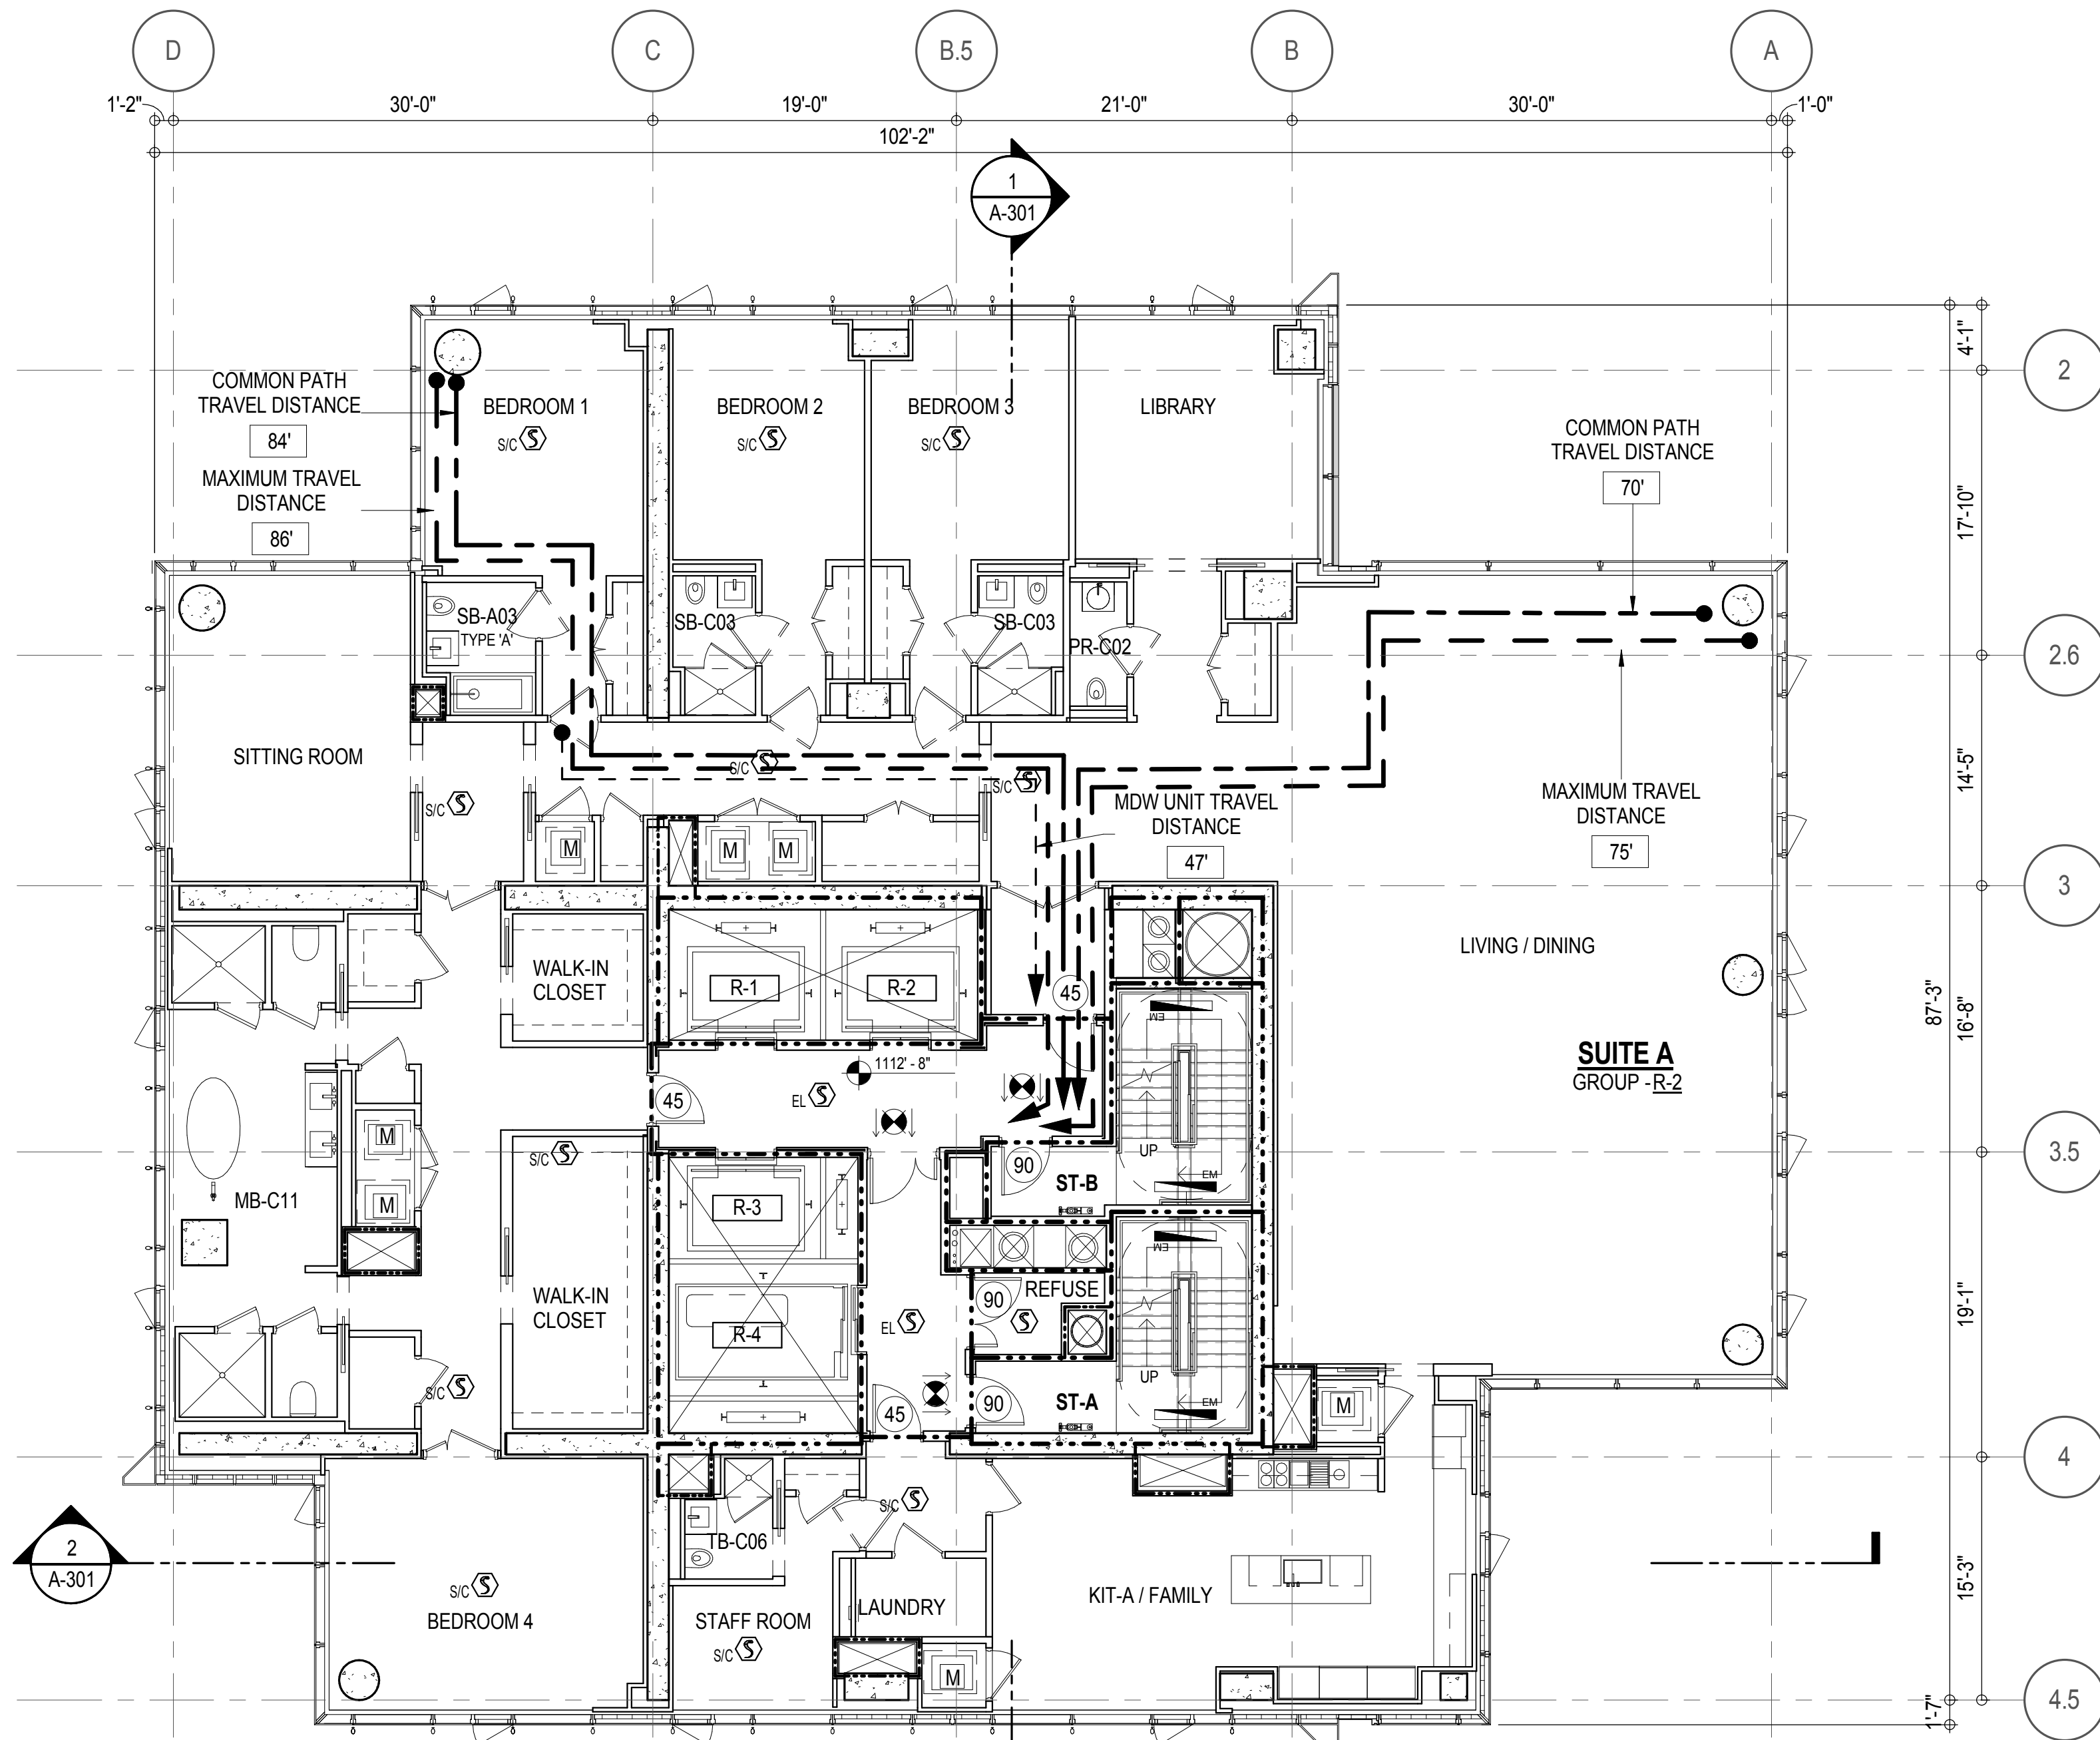 D
C
B.5
B
A
1'-2"
30'-0"
19'-0"
21'-0"
30'-0"
1'-0"
102'-2"
1
A-301
4'-1"
2
COMMON PATH
TRAVEL DISTANCE
84'
MAXIMUM TRAVEL
DISTANCE
86'
BEDROOM 1
S/C S
BEDROOM 2
S/C S
BEDROOM 3
S/C S
LIBRARY
COMMON PATH
TRAVEL DISTANCE
70'
17'-10"
SB-A03
TYPE 'A'
SB-C03
SB-C03
PR-C02
2.6
SITTING ROOM
S/C S
S/C S
S/C S
MDW UNIT TRAVEL
DISTANCE
47'
MAXIMUM TRAVEL
DISTANCE
75'
14'-5"
M
M
M
3
WALK-IN
CLOSET
R-1
R-2
45
LIVING / DINING
EM
87'-3"
16'-8"
SUITE A
GROUP -R-2
1112' - 8"
45
EL S
M
S/C S
90
UP
3.5
MB-C11
M
R-3
ST-B
EM
EM
WALK-IN
CLOSET
90
REFUSE
S
R-4
EL S
19'-1"
S/C S
45
90
ST-A
UP
EM
M
4
S/C S
TB-C06
2
A-301
S/C S
BEDROOM 4
STAFF ROOM
S/C S
LAUNDRY
KIT-A / FAMILY
15'-3"
M
4.5
1'-7"